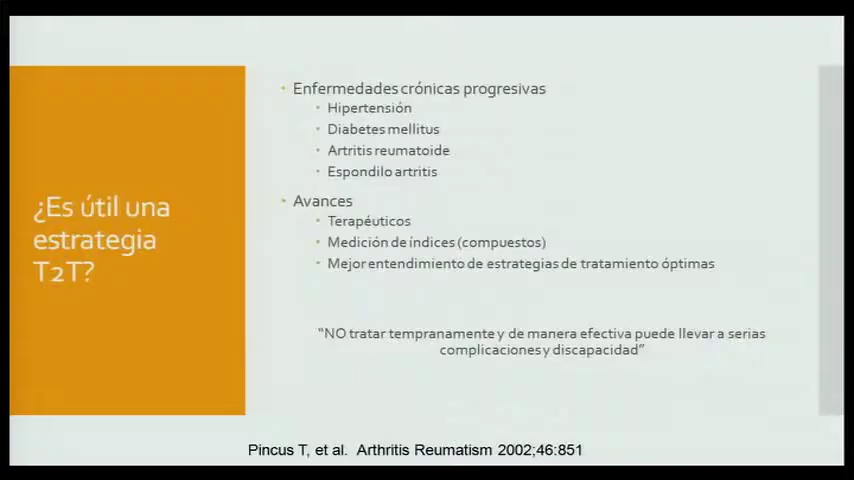 ¿Es útil una
estrategia
T2T?
Enfermedades crónicas progresivas
Hipertensión
Diabetes mellitus
Artritis reumatoide
Espondilo artritis
Avances
Terapéuticos
Medición de índices (compuestos)
Mejor entendimiento de estrategias de tratamiento óptimas
“NO tratar tempranamente y de manera efectiva puede llevar a serias
complicaciones y discapacidad”
Pincus T, et al. Arthritis Reumatism 2002;46:851